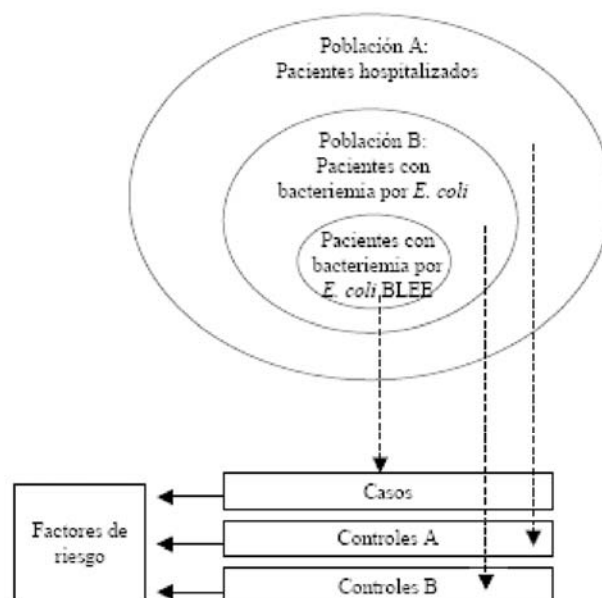 Población A:
Pacientes hospitalizados
Población B:
Pacientes con
bacteriemia por E. coli
Pacientes con
bacteriemia por
E. coli BLEE
Casos
Factores de
riesgo
Controles A
Controles B